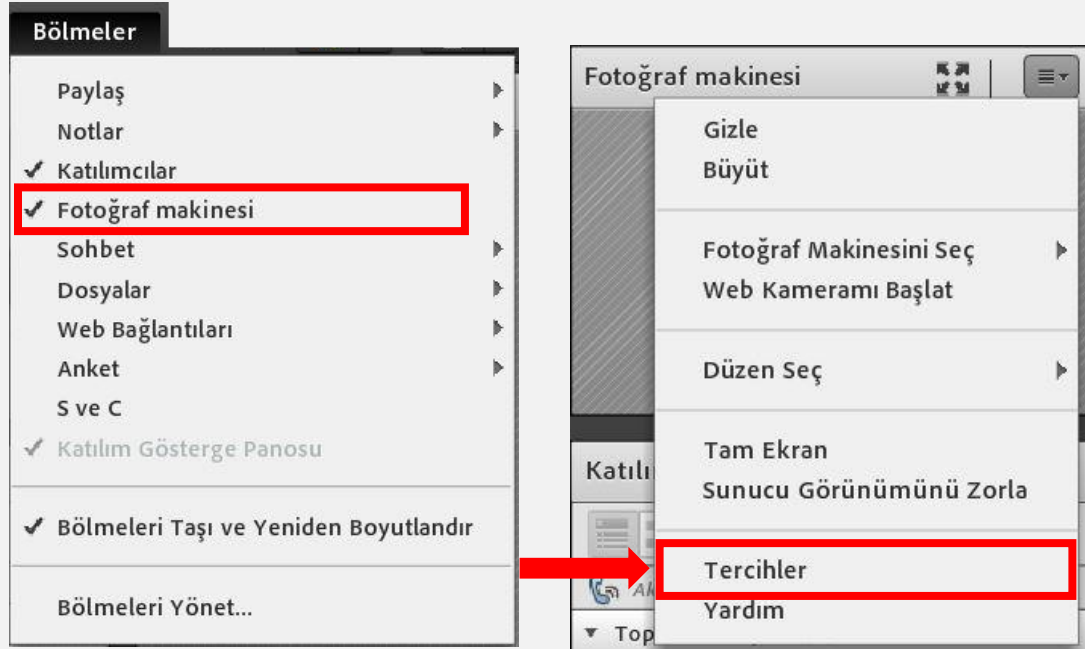 Bölmeler
Paylaş
Notlar
Katılımcılar
Fotoğraf makinesi
Sohbet
Dosyalar
Web Bağlantıları
Anket
S ve C
Katılım Gösterge Panosu
Bölmeleri Taşı ve Yeniden Boyutlandır
Bölmeleri Yönet...
Fotoğraf makinesi
Gizle
Büyüt
Fotoğraf Makinesini Seç
Web Kameramı Başlat
Düzen Seç
Tam Ekran
Sunucu Görünümünü Zorla
Tercihler
Yardım